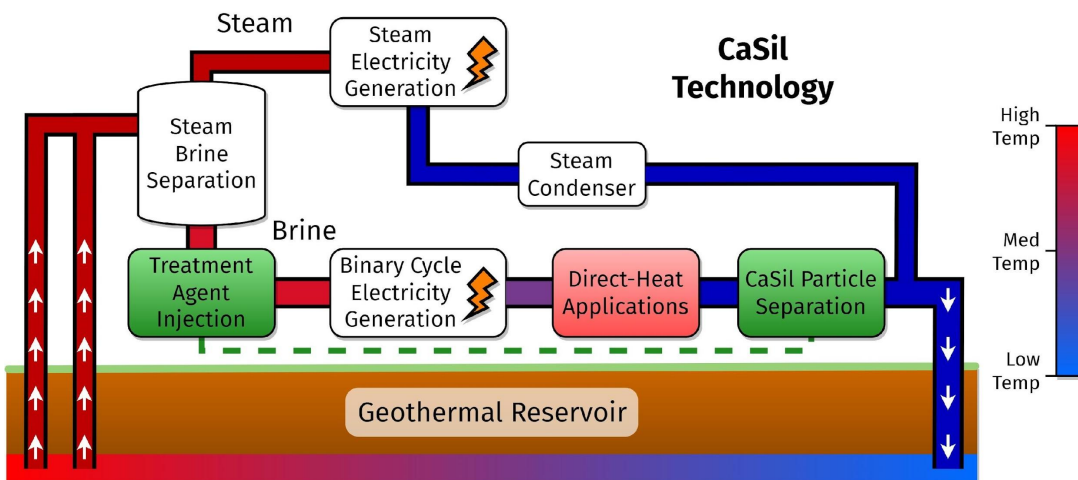 Steam
Steam
Electricity
Generation
CaSil
Technology
High
Temp
Steam
Brine
Separation
Steam
Condenser
Brine
Med
Temp
Treatment
Agent
Injection
Binary Cycle
Electricity
Generation
Direct-Heat
Applications
CaSil Particle
Separation
Low
Temp
Geothermal Reservoir